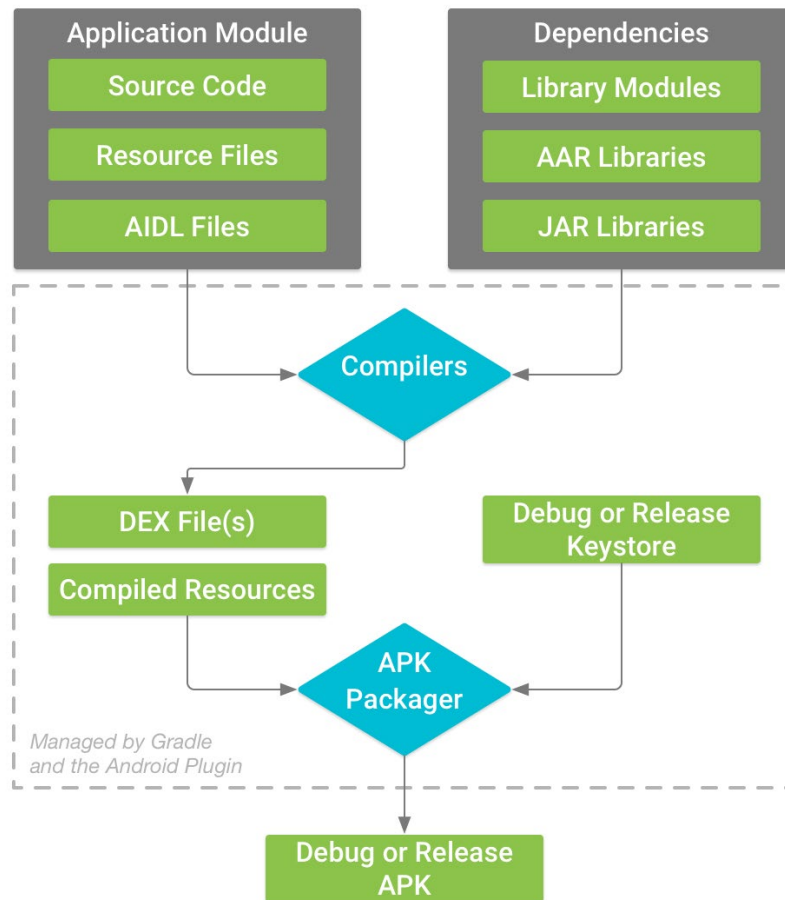 Application Module
Source Code
Resource Files
AIDL Files
Dependencies
Library Modules
AAR Libraries
JAR Libraries
Compilers
DEX File(s)
Compiled Resources
Debug or Release
Keystore
APK
Packager
Managed by Gradle
and the Android Plugin
Debug or Release
APK